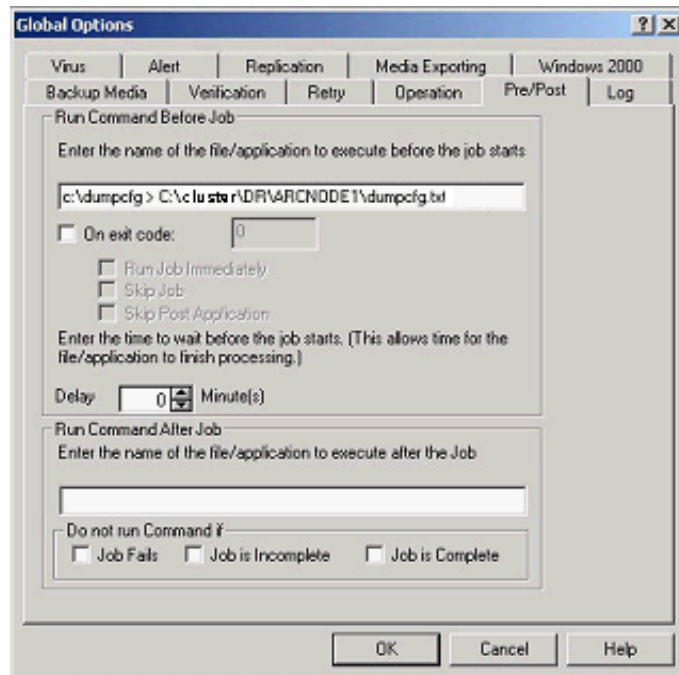 Global Options
Virus Alert Replication Media Exporting Windows 2000
Backup Media Verification Retry Operation Pre/Post Log
Run Command Before Job
Enter the name of the file/application to execute before the job starts
c:\dumpcfg > C:\cluster\DR\ARCNODE1\dumpcfg.txt
On exit code: 0
Run Job Immediately
Skip Job
Skip Post Application
Enter the time to wait before the job starts. (This allows time for the
file/application to finish processing.)
Delay 0 Minute(s)
Run Command After Job
Enter the name of the file/application to execute after the Job
Do not run Command if
Job Fails Job is Incomplete Job is Complete
OK Cancel Help